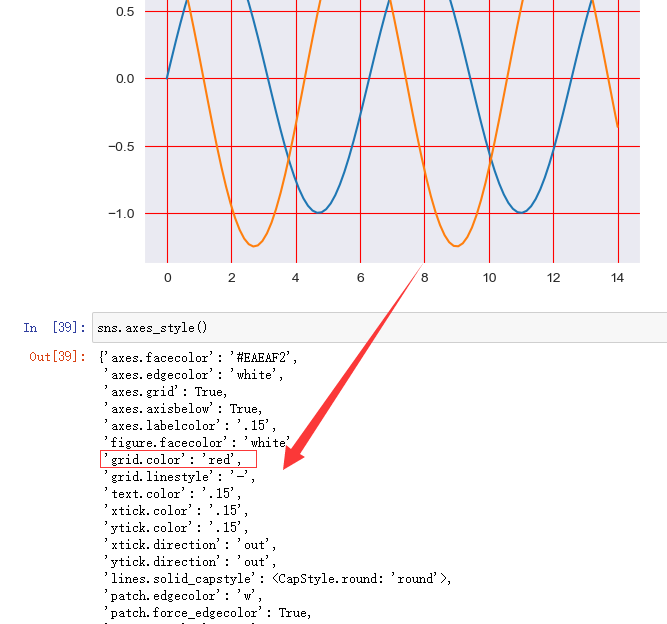 0.5
0.0
−0.5
−1.0
0 2 4 6 8 10 12 14
In [39]: sns.axes_style()
Out[39]: {'axes.facecolor': '#EAEAF2',
'axes.edgecolor': 'white',
'axes.grid': True,
'axes.axisbelow': True,
'axes.labelcolor': '.15',
'figure.facecolor': 'white'
'grid.color': 'red',
'grid.linestyle': '-',
'text.color': '.15',
'xtick.color': '.15',
'ytick.color': '.15',
'xtick.direction': 'out',
'ytick.direction': 'out',
'lines.solid_capstyle': <CapStyle.round: 'round'>,
'patch.edgecolor': 'w',
'patch.force_edgecolor': True,